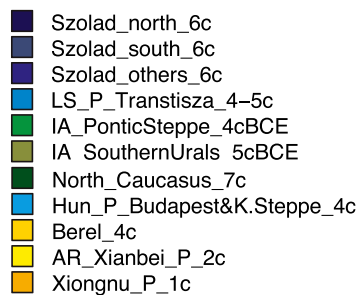 Szolad_north_6c
Szolad_south_6c
Szolad_others_6c
LS_P_Transtisza_4–5c
IA_PonticSteppe_4cBCE
IA SouthernUrals 5cBCE
North_Caucasus_7c
Hun_P_Budapest&K.Steppe_4c
Berel_4c
AR_Xianbei_P_2c
Xiongnu_P_1c